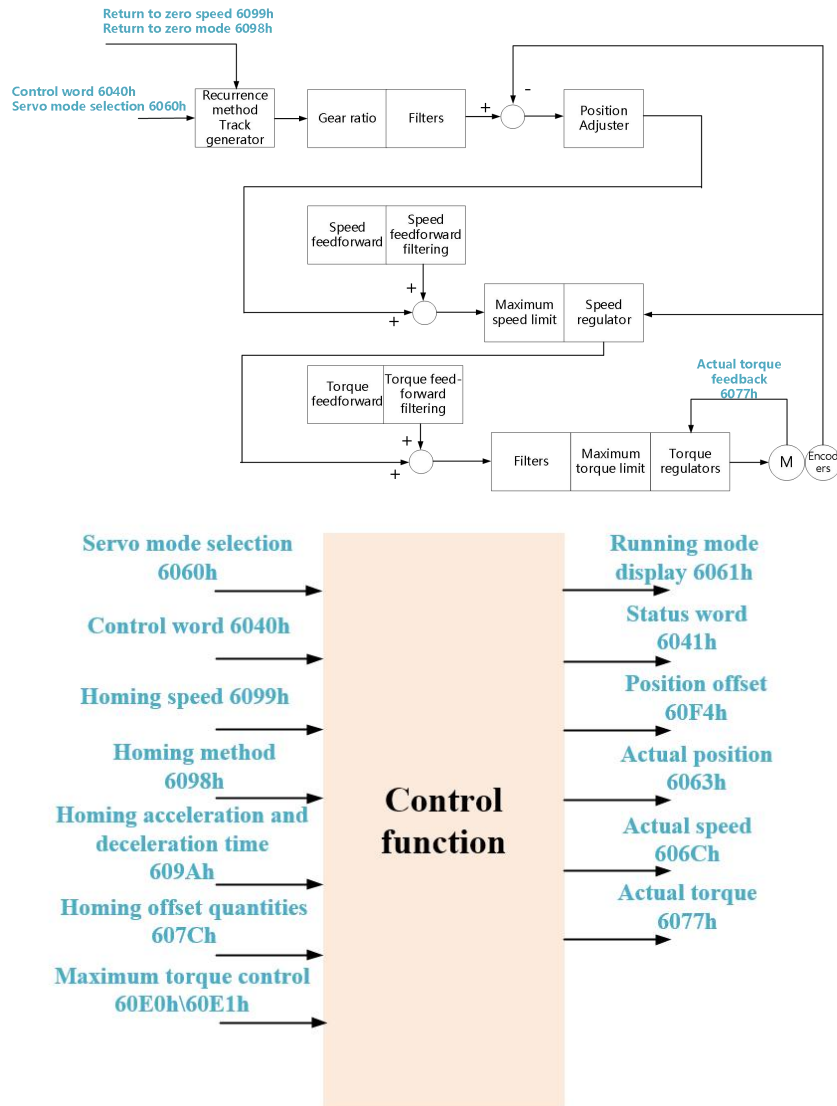 Return to zero speed 6099h
Return to zero mode 6098h
Control word 6040h
Servo mode selection 6060h
Recurrence
method
Track
generator
Gear ratio
Filters
+
-
Position
Adjuster
Speed
feedforward
Speed
feedforward
filtering
+
+
Maximum
speed limit
Speed
regulator
Torque
feedforward
Torque feed-
forward
filtering
+
+
Filters
Maximum
torque limit
Torque
regulators
Actual torque
feedback
6077h
M
Encod
ers
Servo mode selection
6060h
Control word 6040h
Homing speed 6099h
Homing method
6098h
Homing acceleration and
deceleration time
609Ah
Homing offset quantities
607Ch
Maximum torque control
60E0h\60E1h
Control
function
Running mode
display 6061h
Status word
6041h
Position offset
60F4h
Actual position
6063h
Actual speed
606Ch
Actual torque
6077h